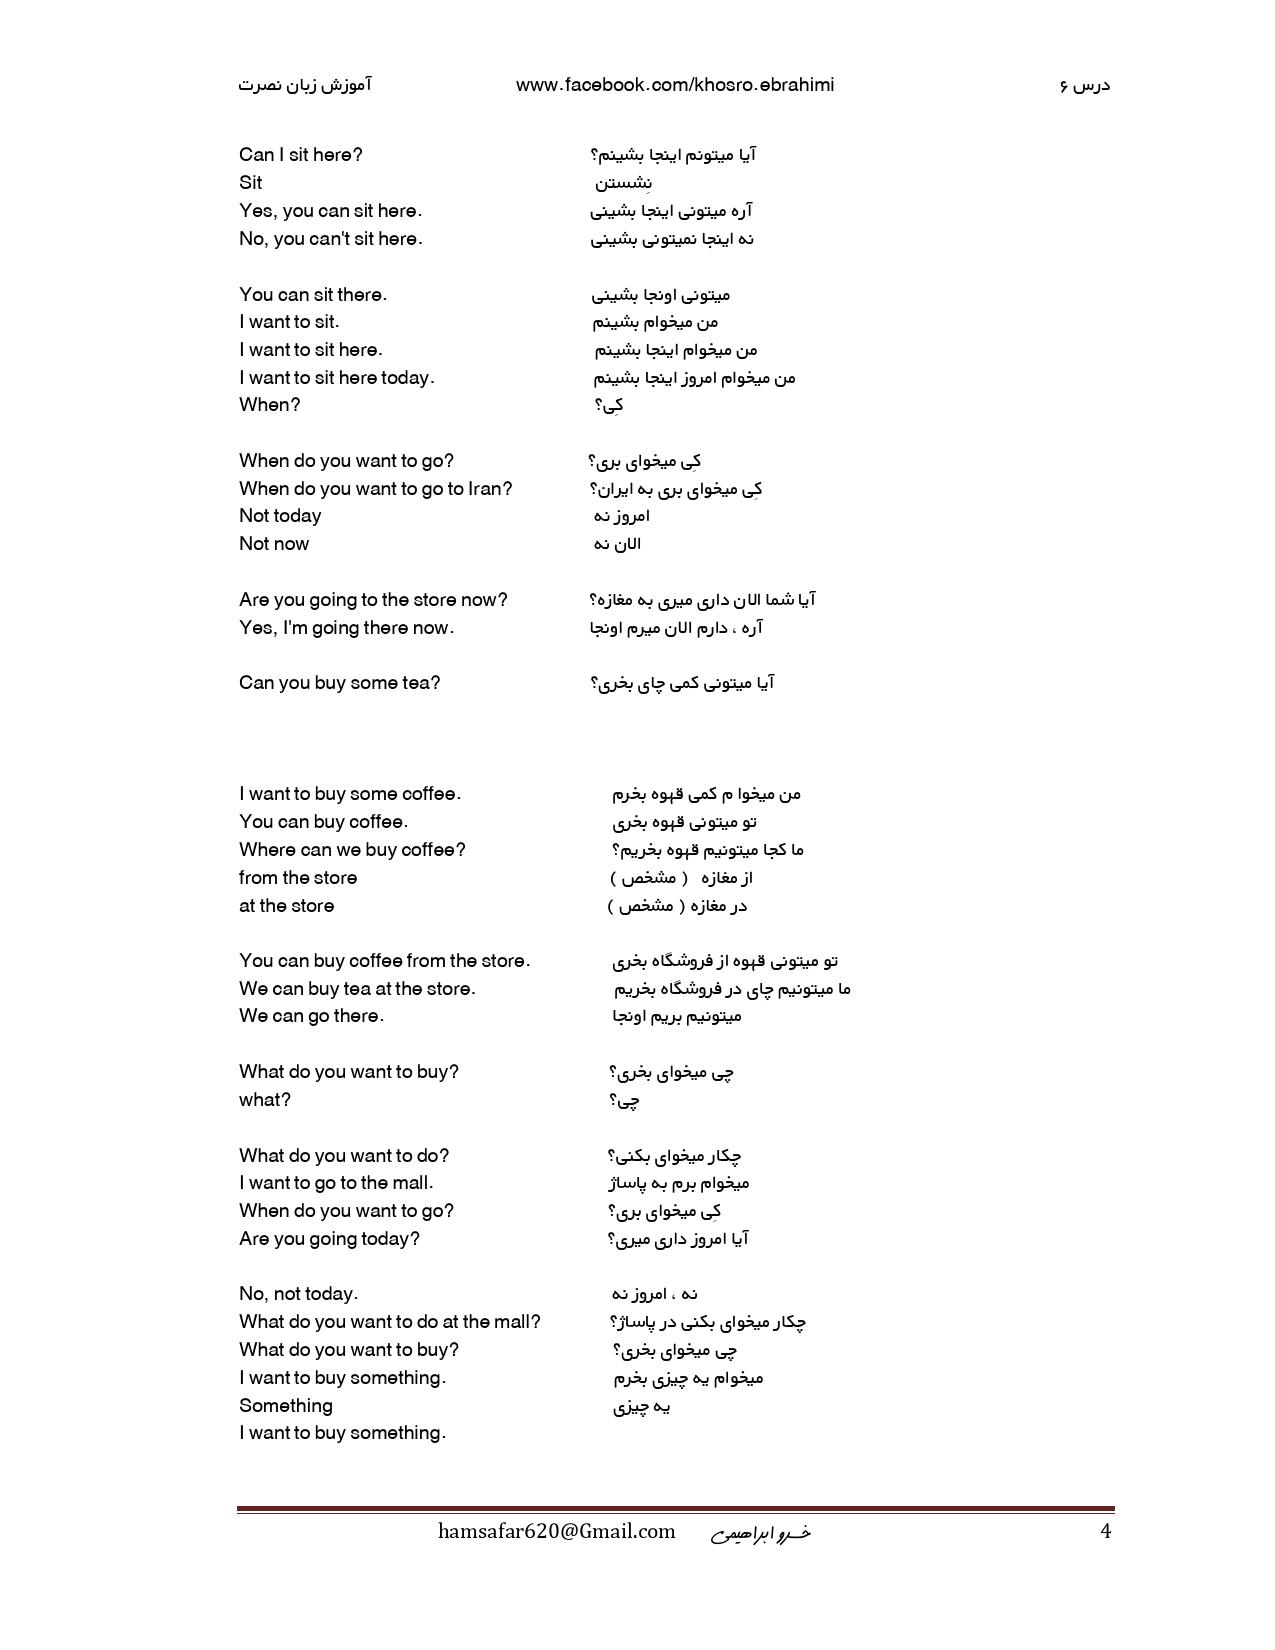 آموزش زبان نصرت www.facebook.com/khosro.ebrahimi درس ۶
Can I sit here? آیا میتونم اینجا بشینم؟
Sit نِشستن
Yes, you can sit here. آره میتونی اینجا بشینی
No, you can't sit here. نه اینجا نمیتونی بشینی
You can sit there. میتونی اونجا بشینی
I want to sit. من میخوام بشینم
I want to sit here. من میخوام اینجا بشینم
I want to sit here today. من میخوام امروز اینجا بشینم
When? کِی؟
When do you want to go? کِی میخوای بری؟
When do you want to go to Iran? کِی میخوای بری به ایران؟
Not today امروز نه
Not now الان نه
Are you going to the store now? آیا شما الان داری میری به مغازه؟
Yes, I'm going there now. آره ، دارم الان میرم اونجا
Can you buy some tea? آیا میتونی کمی چای بخری؟
I want to buy some coffee. من میخوا م کمی قهوه بخرم
You can buy coffee. تو میتونی قهوه بخری
Where can we buy coffee? ما کجا میتونیم قهوه بخریم؟
from the store از مغازه ( مشخص )
at the store در مغازه ( مشخص )
You can buy coffee from the store. تو میتونی قهوه از فروشگاه بخری
We can buy tea at the store. ما میتونیم چای در فروشگاه بخریم
We can go there. میتونیم بریم اونجا
What do you want to buy? چی میخوای بخری؟
what? چی؟
What do you want to do? چکار میخوای بکنی؟
I want to go to the mall. میخوام برم به پاساژ
When do you want to go? کِی میخوای بری؟
Are you going today? آیا امروز داری میری؟
No, not today. نه ، امروز نه
What do you want to do at the mall? چکار میخوای بکنی در پاساژ؟
What do you want to buy? چی میخوای بخری؟
I want to buy something. میخوام یه چیزی بخرم
Something یه چیزی
I want to buy something.
hamsafar620@Gmail.com خسرو ابراهیمی 4